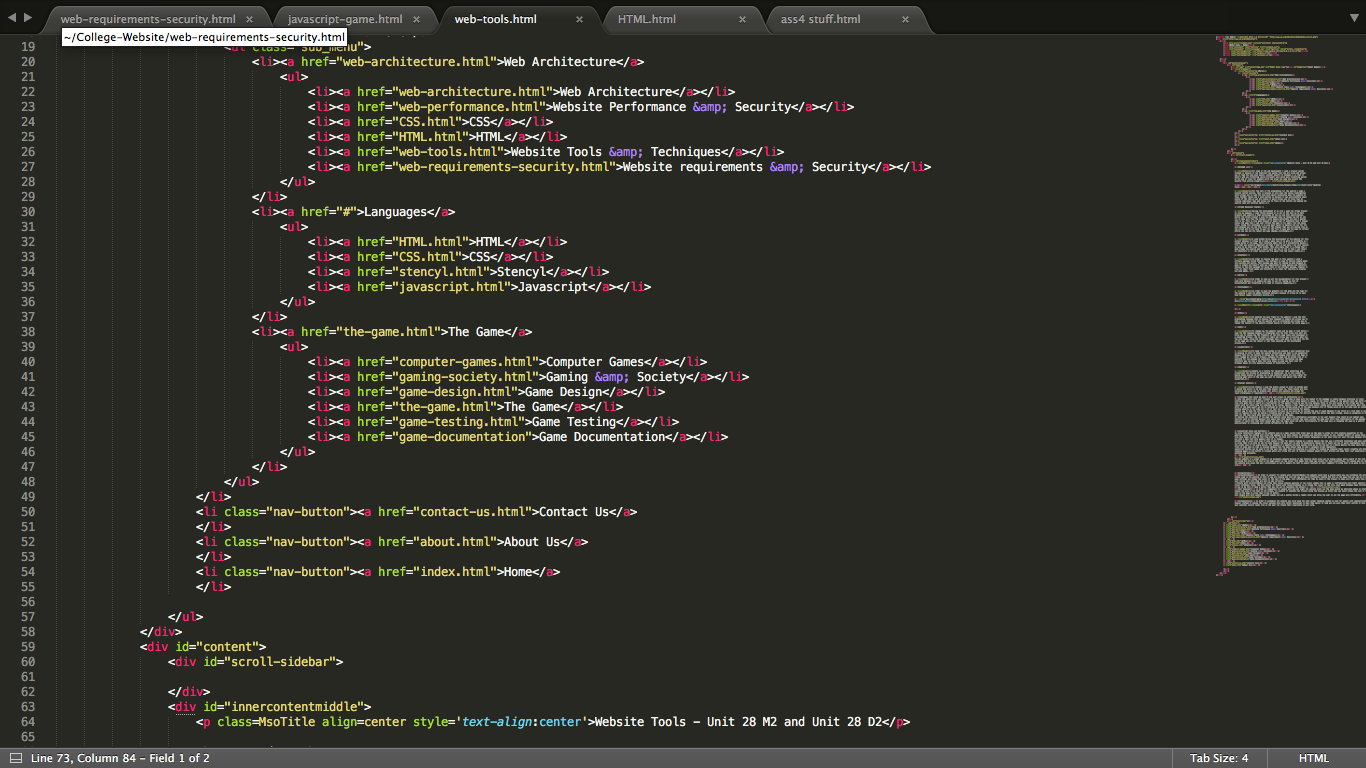 web-requirements-security.html × javascript-game.html × web-tools.html × HTML.html × ass4 stuff.html ×
~/College-Website/web-requirements-security.html
19 <ul class="sub_menu">
20 <li><a href="web-architecture.html">Web Architecture</a>
21 <ul>
22 <li><a href="web-architecture.html">Web Architecture</a></li>
23 <li><a href="web-performance.html">Website Performance &amp; Security</a></li>
24 <li><a href="CSS.html">CSS</a></li>
25 <li><a href="HTML.html">HTML</a></li>
26 <li><a href="web-tools.html">Website Tools &amp; Techniques</a></li>
27 <li><a href="web-requirements-security.html">Website requirements &amp; Security</a></li>
28 </ul>
29 </li>
30 <li><a href="#">Languages</a>
31 <ul>
32 <li><a href="HTML.html">HTML</a></li>
33 <li><a href="CSS.html">CSS</a></li>
34 <li><a href="stencyl.html">Stencyl</a></li>
35 <li><a href="javascript.html">Javascript</a></li>
36 </ul>
37 </li>
38 <li><a href="the-game.html">The Game</a>
39 <ul>
40 <li><a href="computer-games.html">Computer Games</a></li>
41 <li><a href="gaming-society.html">Gaming &amp; Society</a></li>
42 <li><a href="game-design.html">Game Design</a></li>
43 <li><a href="the-game.html">The Game</a></li>
44 <li><a href="game-testing.html">Game Testing</a></li>
45 <li><a href="game-documentation">Game Documentation</a></li>
46 </ul>
47 </li>
48 </ul>
49 </li>
50 <li class="nav-button"><a href="contact-us.html">Contact Us</a>
51 </li>
52 <li class="nav-button"><a href="about.html">About Us</a>
53 </li>
54 <li class="nav-button"><a href="index.html">Home</a>
55 </li>
56
57 </ul>
58 </div>
59 <div id="content">
60 <div id="scroll-sidebar">
61
62 </div>
63 <div id="innercontentmiddle">
64 <p class=MsoTitle align=center style='text-align:center'>Website Tools – Unit 28 M2 and Unit 28 D2</p>
65
Line 73, Column 84 – Field 1 of 2 Tab Size: 4 HTML